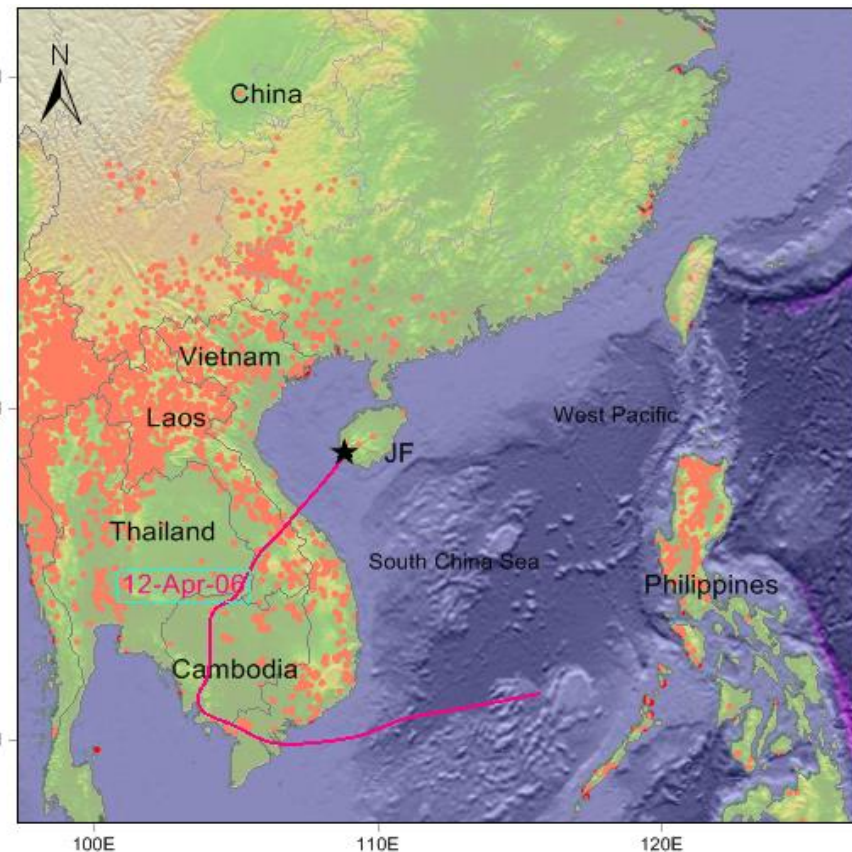 N
China
Vietnam
Laos
West Pacific
JF
Thailand
South China Sea
12-Apr-06
Philippines
Cambodia
100E
110E
120E